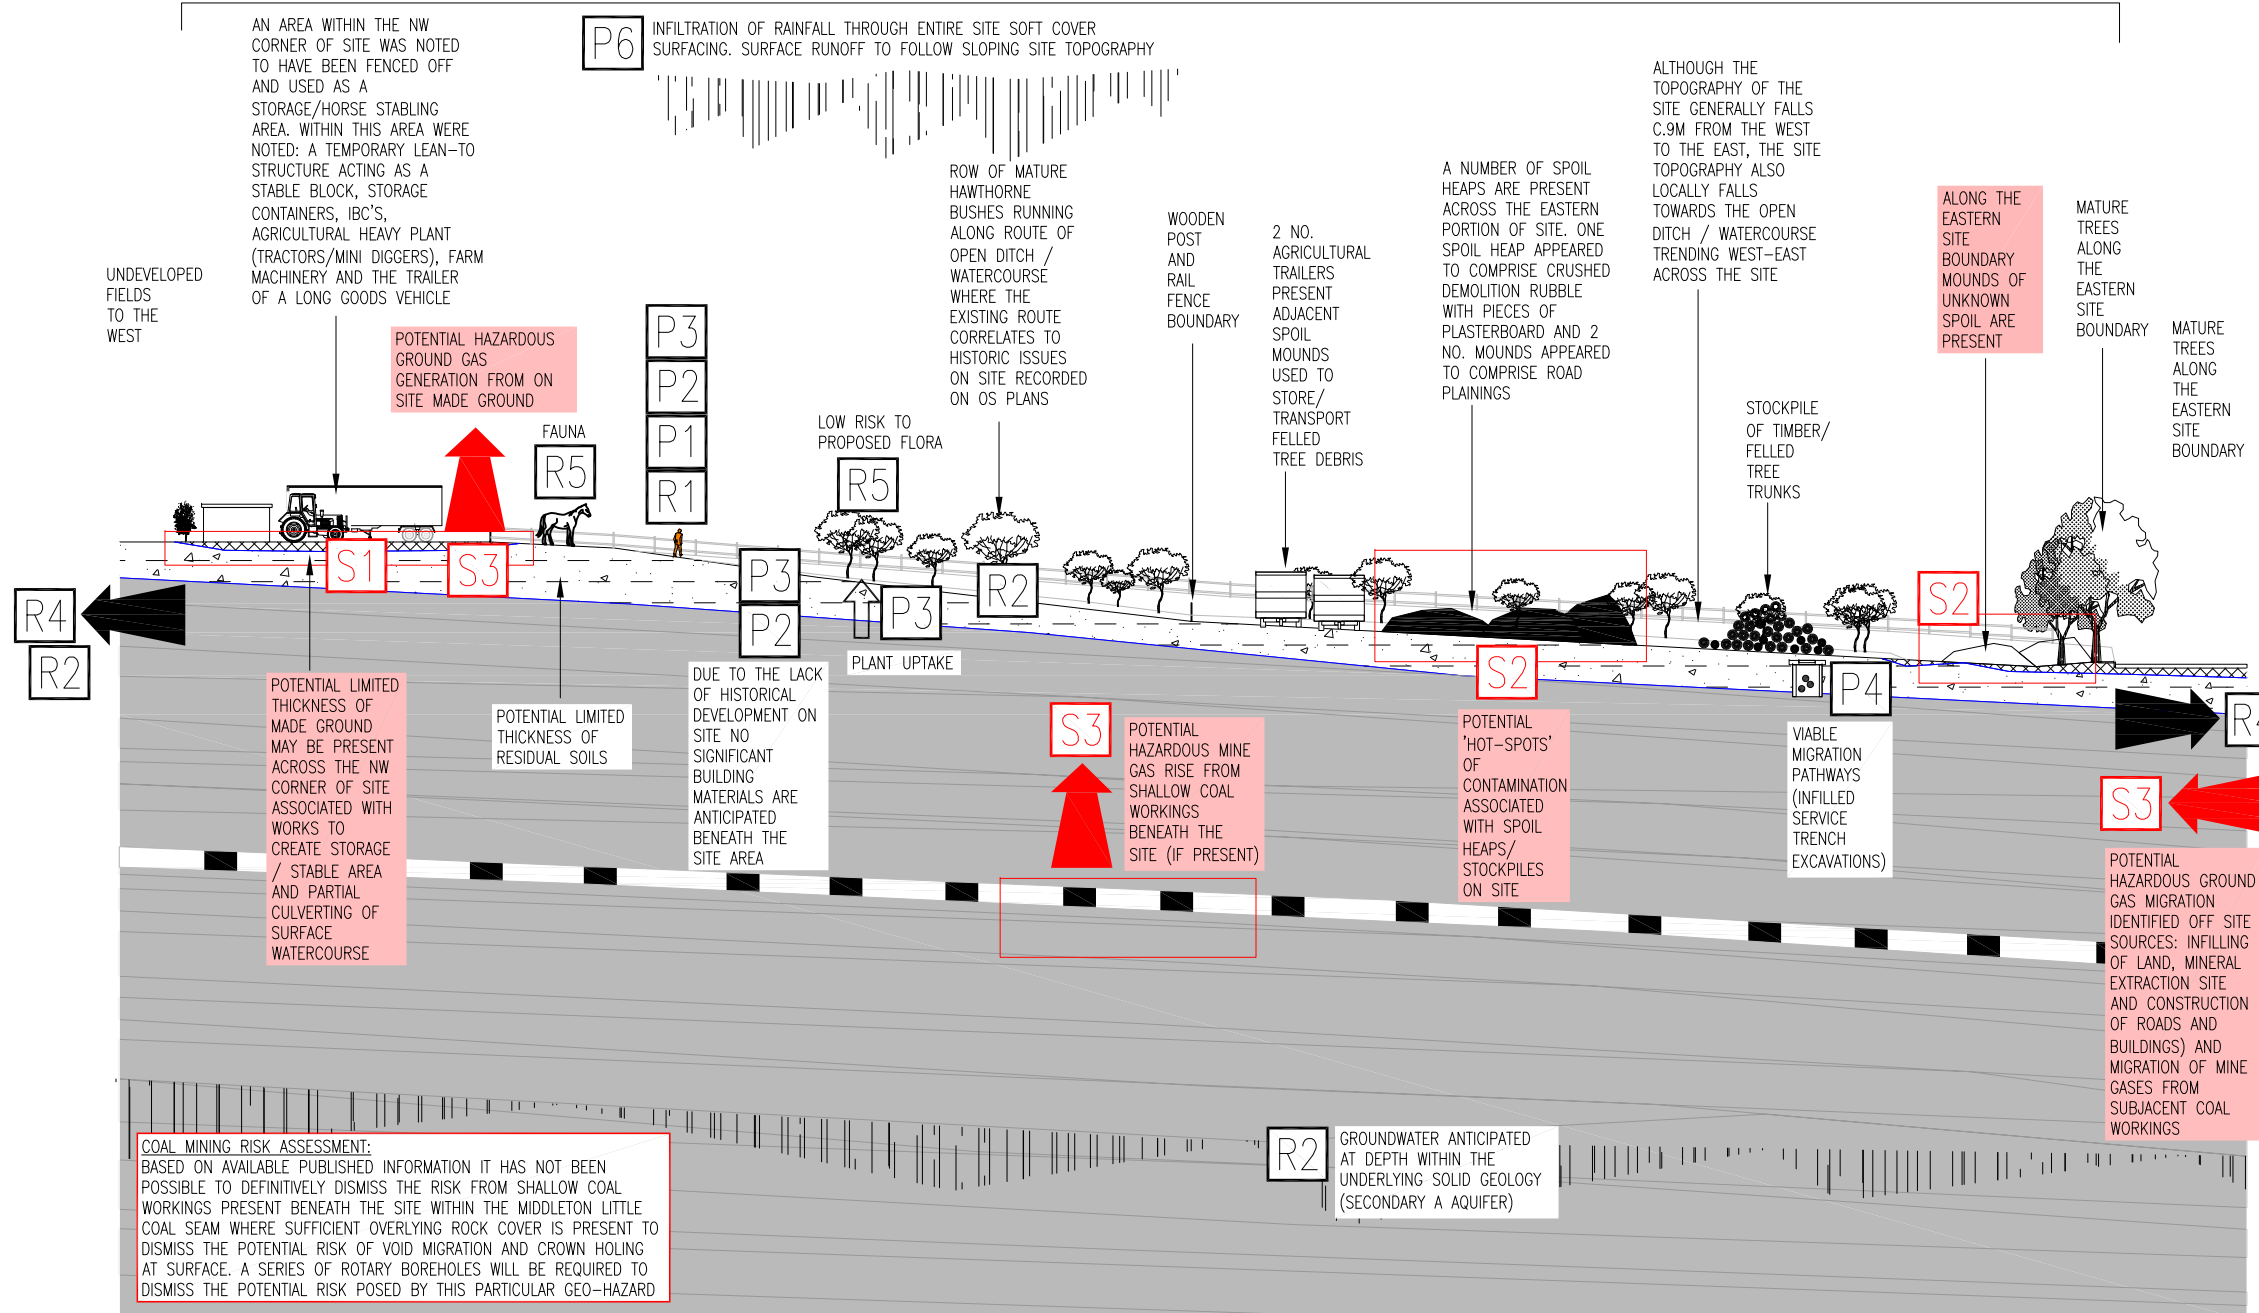 AN AREA WITHIN THE NW
CORNER OF SITE WAS NOTED
TO HAVE BEEN FENCED OFF
AND USED AS A
STORAGE/HORSE STABLING
AREA. WITHIN THIS AREA WERE
NOTED: A TEMPORARY LEAN-TO
STRUCTURE ACTING AS A
STABLE BLOCK, STORAGE
CONTAINERS, IBC'S,
AGRICULTURAL HEAVY PLANT
(TRACTORS/MINI DIGGERS), FARM
MACHINERY AND THE TRAILER
OF A LONG GOODS VEHICLE
P6
INFILTRATION OF RAINFALL THROUGH ENTIRE SITE SOFT COVER
SURFACING. SURFACE RUNOFF TO FOLLOW SLOPING SITE TOPOGRAPHY
UNDEVELOPED
FIELDS
TO THE
WEST
POTENTIAL HAZARDOUS
GROUND GAS
GENERATION FROM ON
SITE MADE GROUND
FAUNA
R5
P3
P2
P1
R1
LOW RISK TO
PROPOSED FLORA
R5
ROW OF MATURE
HAWTHORNE
BUSHES RUNNING
ALONG ROUTE OF
OPEN DITCH /
WATERCOURSE
WHERE THE
EXISTING ROUTE
CORRELATES TO
HISTORIC ISSUES
ON SITE RECORDED
ON OS PLANS
WOODEN
POST
AND
RAIL
FENCE
BOUNDARY
2 NO.
AGRICULTURAL
TRAILERS
PRESENT
ADJACENT
SPOIL
MOUNDS
USED TO
STORE/
TRANSPORT
FELLED
TREE DEBRIS
A NUMBER OF SPOIL
HEAPS ARE PRESENT
ACROSS THE EASTERN
PORTION OF SITE. ONE
SPOIL HEAP APPEARED
TO COMPRISE CRUSHED
DEMOLITION RUBBLE
WITH PIECES OF
PLASTERBOARD AND 2
NO. MOUNDS APPEARED
TO COMPRISE ROAD
PLAININGS
ALTHOUGH THE
TOPOGRAPHY OF THE
SITE GENERALLY FALLS
C.9M FROM THE WEST
TO THE EAST, THE SITE
TOPOGRAPHY ALSO
LOCALLY FALLS
TOWARDS THE OPEN
DITCH / WATERCOURSE
TRENDING WEST-EAST
ACROSS THE SITE
STOCKPILE
OF TIMBER/
FELLED
TREE
TRUNKS
ALONG THE
EASTERN
SITE
BOUNDARY
MOUNDS OF
UNKNOWN
SPOIL ARE
PRESENT
MATURE
TREES
ALONG
THE
EASTERN
SITE
BOUNDARY
MATURE
TREES
ALONG
THE
EASTERN
SITE
BOUNDARY
S1
S3
P3
P2
P3
R2
S2
S2
P4
R4
R2
R4
S3
S3
PLANT UPTAKE
POTENTIAL LIMITED
THICKNESS OF
MADE GROUND
MAY BE PRESENT
ACROSS THE NW
CORNER OF SITE
ASSOCIATED WITH
WORKS TO
CREATE STORAGE
/ STABLE AREA
AND PARTIAL
CULVERTING OF
SURFACE
WATERCOURSE
POTENTIAL LIMITED
THICKNESS OF
RESIDUAL SOILS
DUE TO THE LACK
OF HISTORICAL
DEVELOPMENT ON
SITE NO
SIGNIFICANT
BUILDING
MATERIALS ARE
ANTICIPATED
BENEATH THE
SITE AREA
POTENTIAL
HAZARDOUS MINE
GAS RISE FROM
SHALLOW COAL
WORKINGS
BENEATH THE
SITE (IF PRESENT)
POTENTIAL
'HOT-SPOTS'
OF
CONTAMINATION
ASSOCIATED
WITH SPOIL
HEAPS/
STOCKPILES
ON SITE
VIABLE
MIGRATION
PATHWAYS
(INFILLED
SERVICE
TRENCH
EXCAVATIONS)
POTENTIAL
HAZARDOUS GROUND
GAS MIGRATION
IDENTIFIED OFF SITE
SOURCES: INFILLING
OF LAND, MINERAL
EXTRACTION SITE
AND CONSTRUCTION
OF ROADS AND
BUILDINGS) AND
MIGRATION OF MINE
GASES FROM
SUBJACENT COAL
WORKINGS
COAL MINING RISK ASSESSMENT:
BASED ON AVAILABLE PUBLISHED INFORMATION IT HAS NOT BEEN
POSSIBLE TO DEFINITIVELY DISMISS THE RISK FROM SHALLOW COAL
WORKINGS PRESENT BENEATH THE SITE WITHIN THE MIDDLETON LITTLE
COAL SEAM WHERE SUFFICIENT OVERLYING ROCK COVER IS PRESENT TO
DISMISS THE POTENTIAL RISK OF VOID MIGRATION AND CROWN HOLING
AT SURFACE. A SERIES OF ROTARY BOREHOLES WILL BE REQUIRED TO
DISMISS THE POTENTIAL RISK POSED BY THIS PARTICULAR GEO-HAZARD
R2
GROUNDWATER ANTICIPATED
AT DEPTH WITHIN THE
UNDERLYING SOLID GEOLOGY
(SECONDARY A AQUIFER)